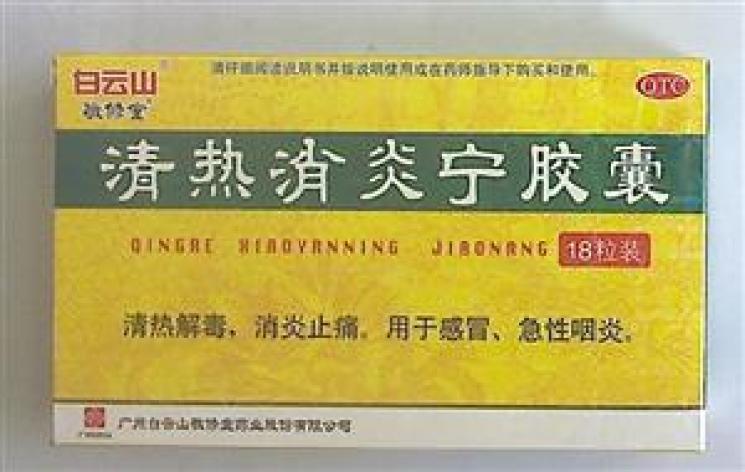 请仔细阅读说明书并按说明使用或在药师指导下购买和使用。
白云山
敬修堂
OTC
清热消炎宁胶囊
QINGRE XIAOYANNING JIAONANG 18粒装
清热解毒，消炎止痛。用于感冒、急性咽炎。
广州白云山敬修堂药业股份有限公司